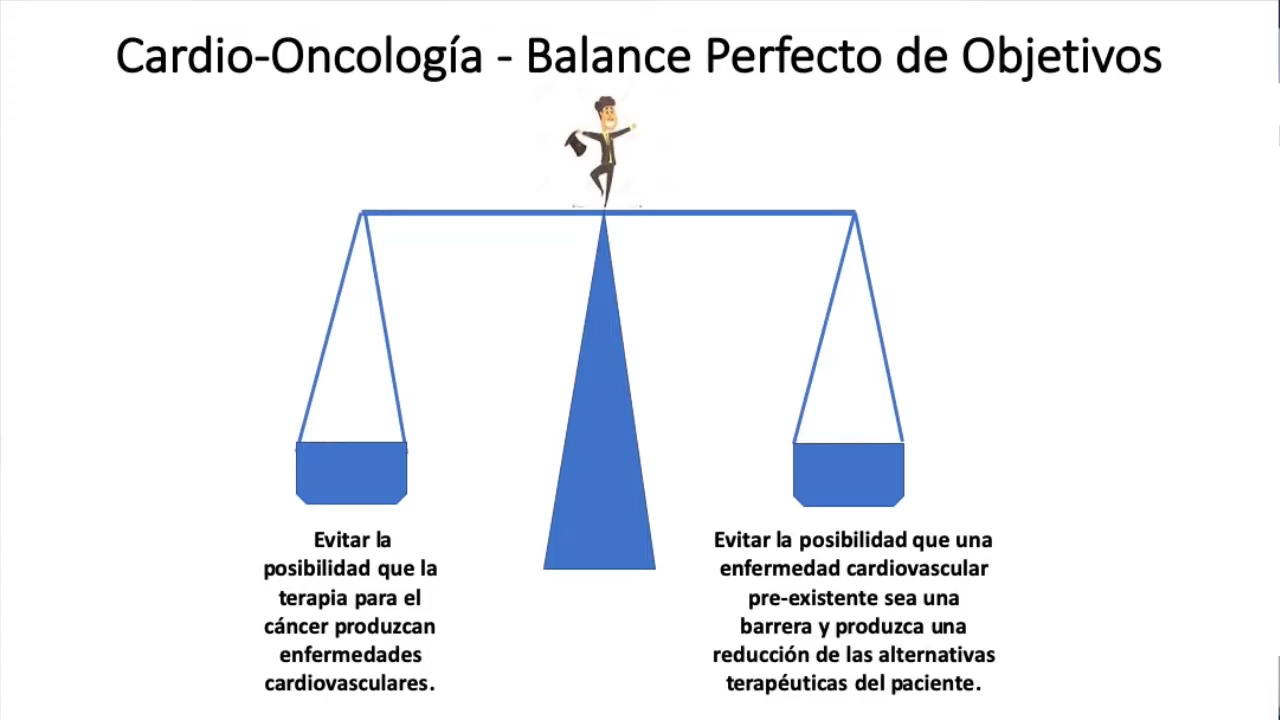 Cardio-Oncología - Balance Perfecto de Objetivos
Evitar la
posibilidad que la
terapia para el
cáncer produzcan
enfermedades
cardiovasculares.
Evitar la posibilidad que una
enfermedad cardiovascular
pre-existente sea una
barrera y produzca una
reducción de las alternativas
terapéuticas del paciente.